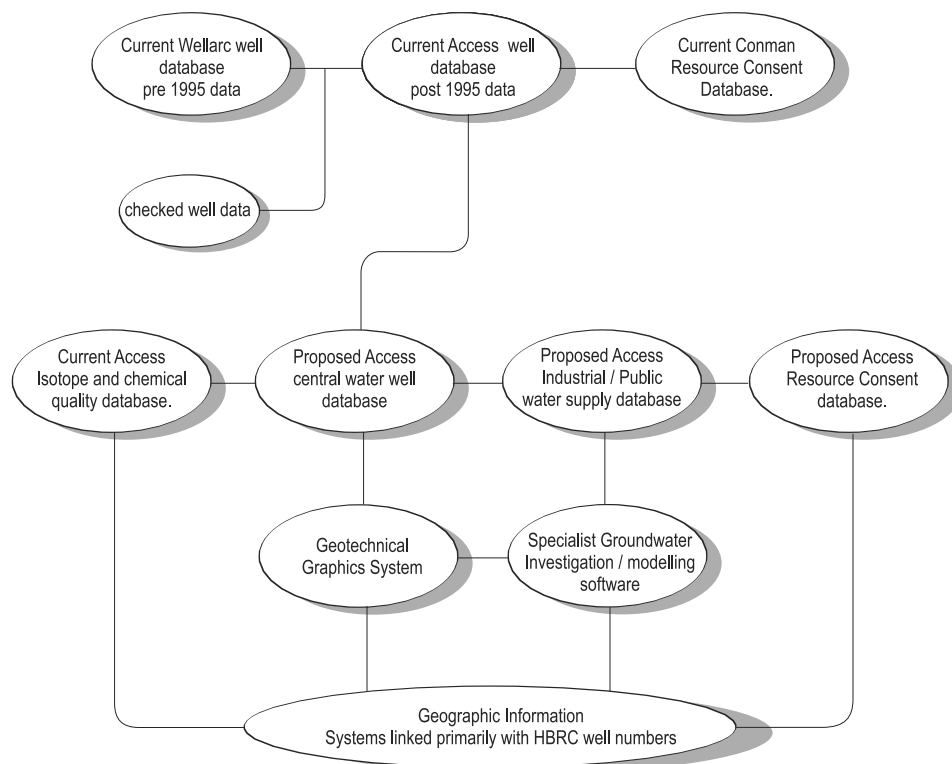 Current Wellarc well
database
pre 1995 data
Current Access well
database
post 1995 data
Current Conman
Resource Consent
Database.
checked well data
Current Access
Isotope and chemical
quality database.
Proposed Access
central water well
database
Proposed Access
Industrial / Public
water supply database
Proposed Access
Resource Consent
database.
Geotechnical
Graphics System
Specialist Groundwater
Investigation / modelling
software
Geographic Information
Systems linked primarily with HBRC well numbers